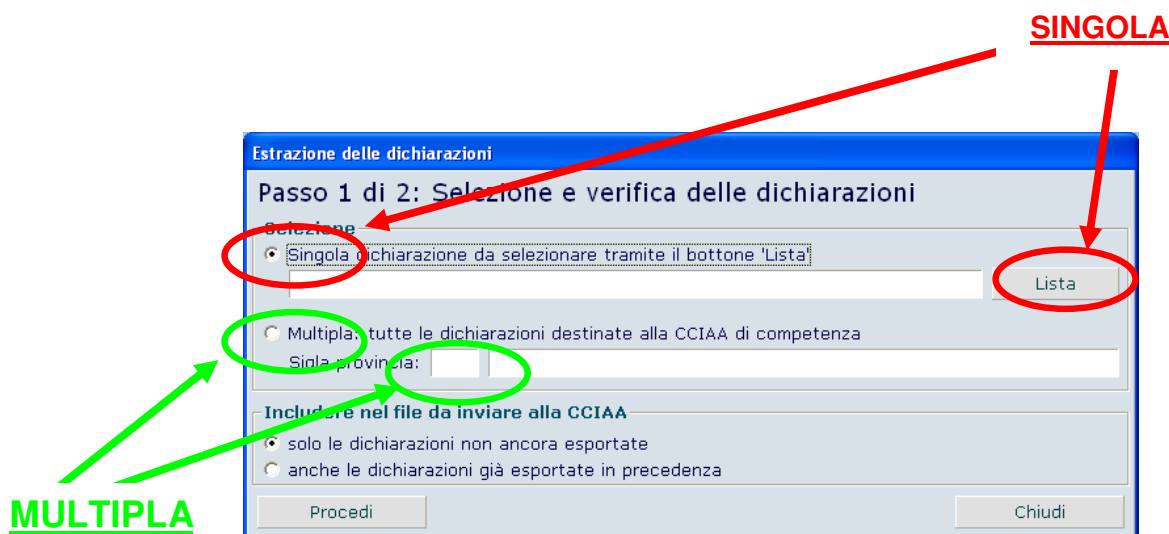 SINGOLA
Estrazione delle dichiarazioni
Passo 1 di 2: Selezione e verifica delle dichiarazioni
Selezione
Singola dichiarazione da selezionare tramite il bottone 'Lista'
Lista
Multipla: tutte le dichiarazioni destinate alla CCIAA di competenza
Sigla provincia:
Includere nel file da inviare alla CCIAA
solo le dichiarazioni non ancora esportate
anche le dichiarazioni già esportate in precedenza
MULTIPLA
Procedi
Chiudi